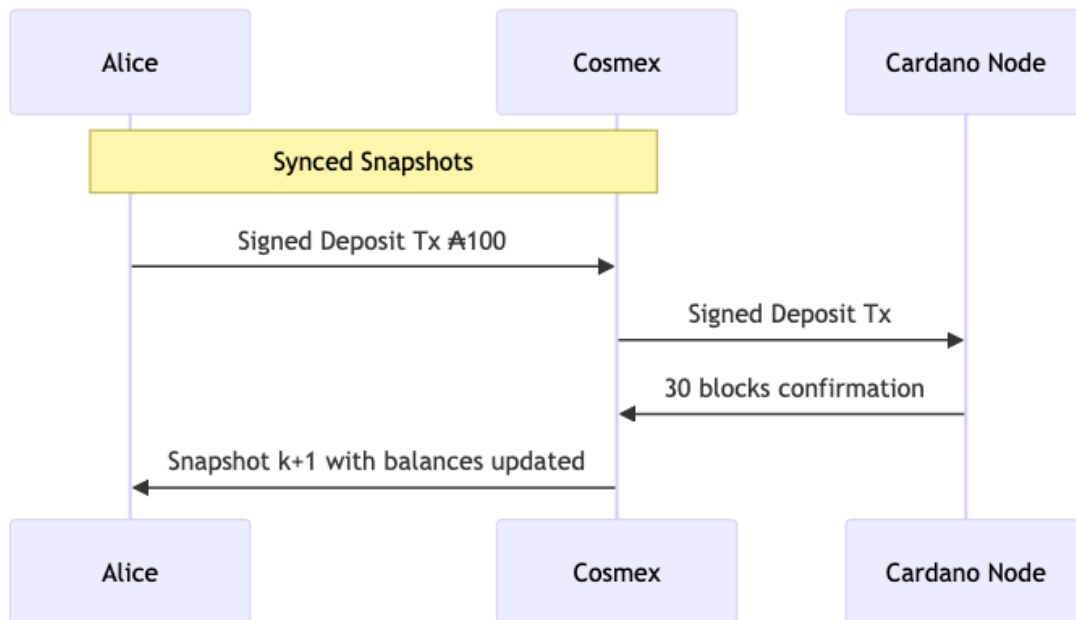 Alice
Cosmex
Cardano Node
Synced Snapshots
Signed Deposit Tx ₳100
Signed Deposit Tx
30 blocks confirmation
Snapshot k+1 with balances updated
Alice
Cosmex
Cardano Node